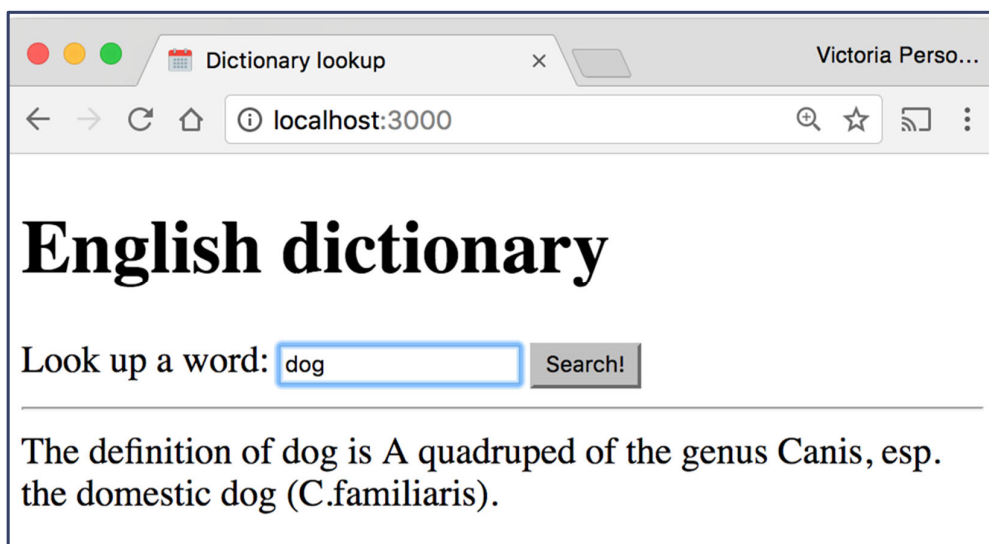 Dictionary lookup
Victoria Perso...
localhost:3000
English dictionary
Look up a word: dog Search!
The definition of dog is A quadruped of the genus Canis, esp.
the domestic dog (C.familiaris).